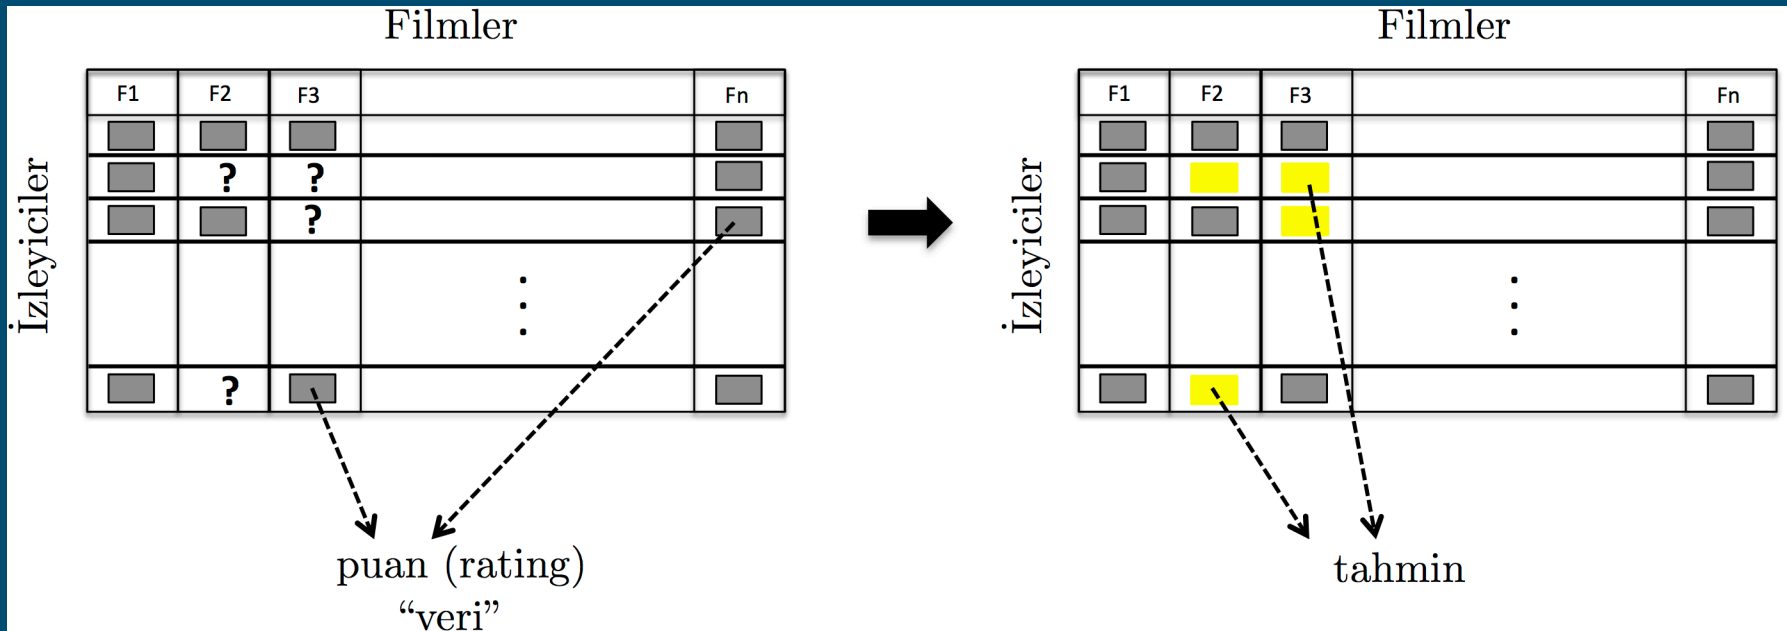 Filmler
F1 F2 F3 Fn
İzleyiciler
? ?
?
?
puan (rating)
“veri”
Filmler
F1 F2 F3 Fn
İzleyiciler
tahmin